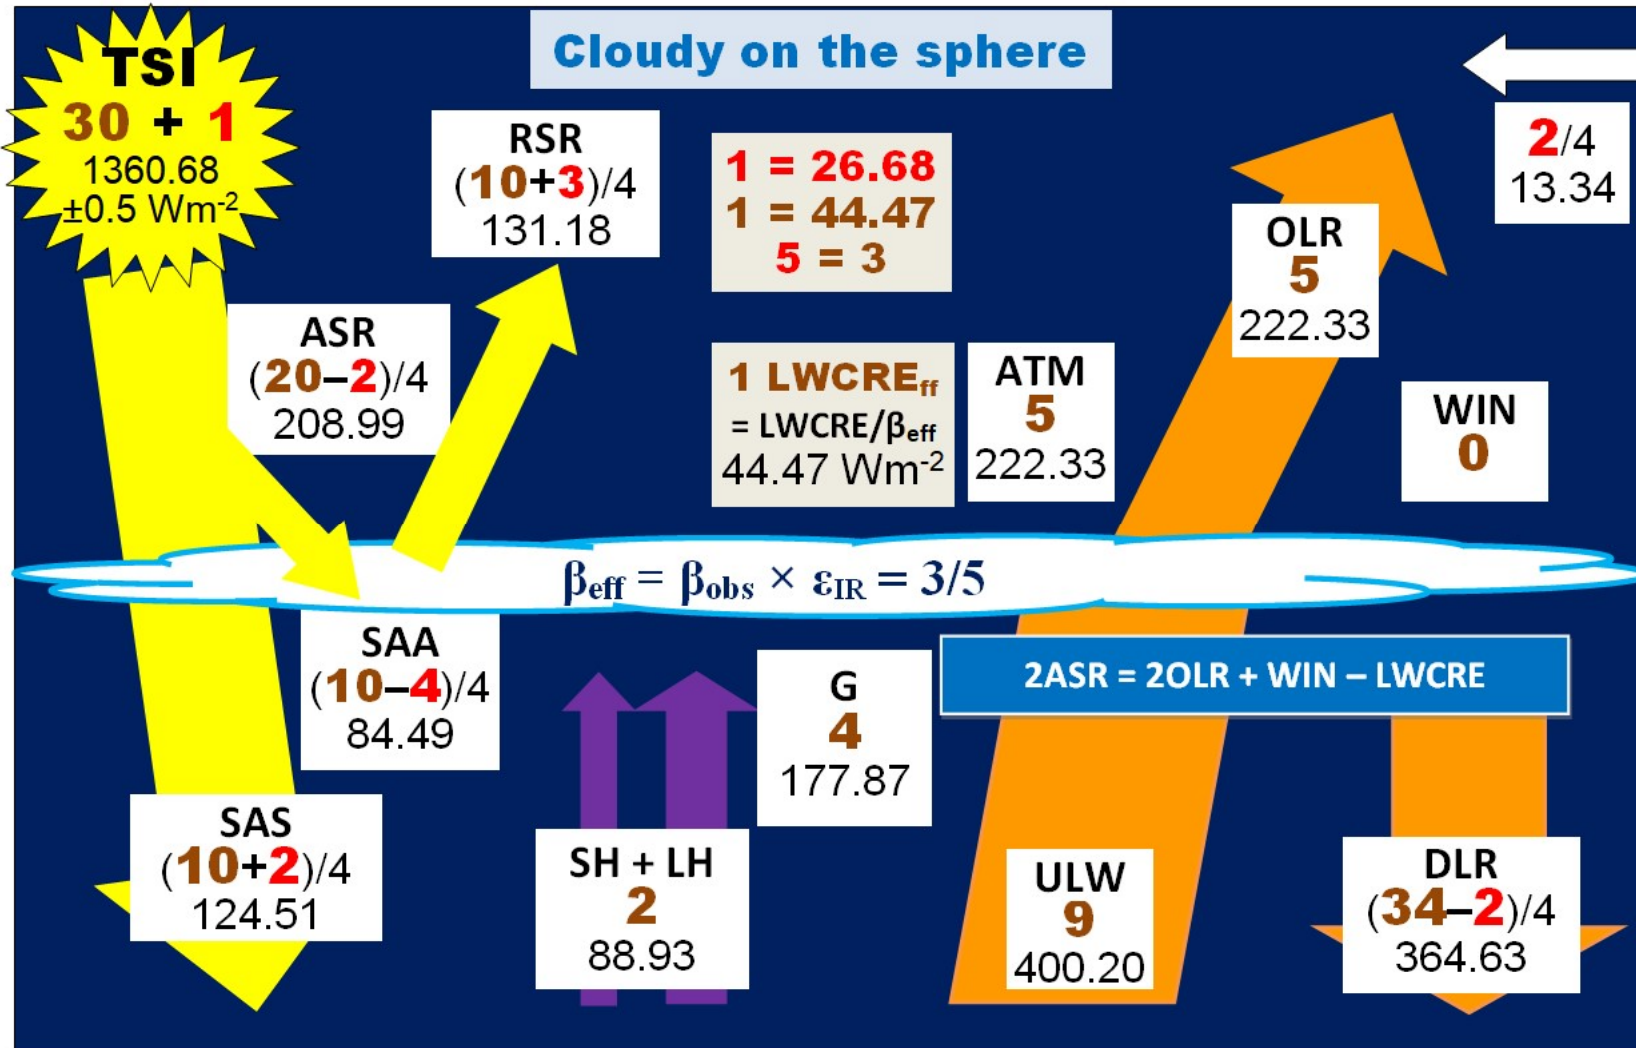 Cloudy on the sphere
TSI
30 + 1
1360.68
±0.5 Wm⁻²
RSR
(10+3)/4
131.18
1 = 26.68
1 = 44.47
5 = 3
2/4
13.34
OLR
5
222.33
ASR
(20–2)/4
208.99
1 LWCREff
= LWCRE/βeff
44.47 Wm⁻²
ATM
5
222.33
WIN
0
βeff = βobs × εIR = 3/5
SAA
(10–4)/4
84.49
G
4
177.87
2ASR = 2OLR + WIN – LWCRE
SAS
(10+2)/4
124.51
SH + LH
2
88.93
ULW
9
400.20
DLR
(34–2)/4
364.63